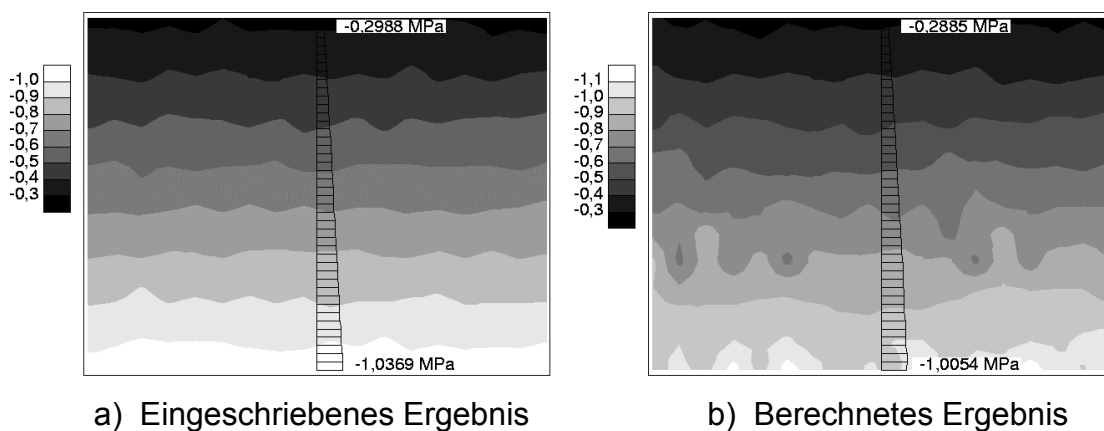 -0,2988 MPa
-1,0
-0,9
-0,8
-0,7
-0,6
-0,5
-0,4
-0,3
-1,0369 MPa
a) Eingeschriebenes Ergebnis
-0,2885 MPa
-1,1
-1,0
-0,9
-0,8
-0,7
-0,6
-0,5
-0,4
-0,3
-1,0054 MPa
b) Berechnetes Ergebnis